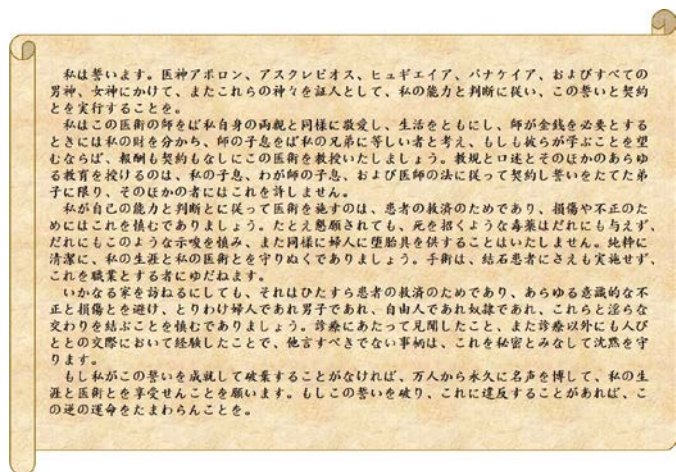 私は誓います。医神アポロン、アスクレピオス、ヒュギエイア、パナケイア、およびすべての
男神、女神にかけて、またこれらの神々を証人として、私の能力と判断に従い、この誓いと契約
とを実行することを。
私はこの医術の師をば私自身の両親と同様に敬愛し、生活をともにし、師が金銭を必要とする
ときには私の財を分かち、師の子息をば私の兄弟に等しい者と考え、もしも彼らが学ぶことを望
むならば、報酬も契約もなしにこの医術を教授いたしましょう。教規と口述とそのほかのあらゆ
る教育を授けるのは、私の子息、わが師の子息、および医師の法に従って契約し誓いをたてた弟
子に限り、そのほかの者にはこれを許しません。
私が自己の能力と判断とに従って医術を施すのは、患者の救済のためであり、損傷や不正のた
めにはこれを慎むでありましょう。たとえ懇願されても、死を招くような毒薬はだれにも与えず、
だれにもこのような示唆を慎み、また同様に婦人に堕胎具を供することはいたしません。純粋に
清潔に、私の生涯と私の医術とを守りぬくでありましょう。手術は、結石患者にさえも実施せず、
これを職業とする者にゆだねます。
いかなる家を訪ねるにしても、それはひたすら患者の救済のためであり、あらゆる意識的な不
正と損傷とを避け、とりわけ婦人であれ男子であれ、自由人であれ奴隷であれ、これらと淫らな
交わりを結ぶことを慎むでありましょう。診療にあたって見聞したこと、また診療以外にも人び
ととの交際において経験したことで、他言すべきでない事柄は、これを秘密とみなして沈黙を守
ります。
もし私がこの誓いを成就して破棄することがなければ、万人から永久に名声を博して、私の生
涯と医術とを享受せんことを願います。もしこの誓いを破り、これに違反することがあれば、こ
の逆の運命をたまわらんことを。